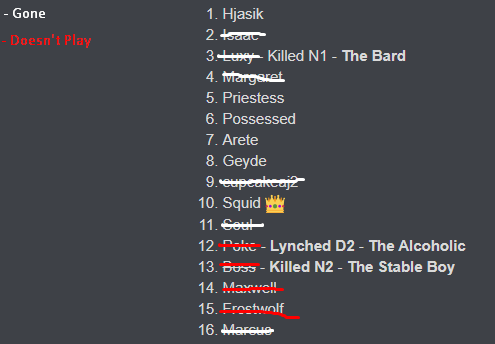 - Gone
- Doesn't Play
1. Hjasik
2. Isaac
3. Luxy - Killed N1 - The Bard
4. Margaret
5. Priestess
6. Possessed
7. Arete
8. Geyde
9. cupcakeaj2
10. Squid 👑
11. Soul
12. Poke - Lynched D2 - The Alcoholic
13. Boss - Killed N2 - The Stable Boy
14. Maxwell
15. Frostwolf
16. Marcus